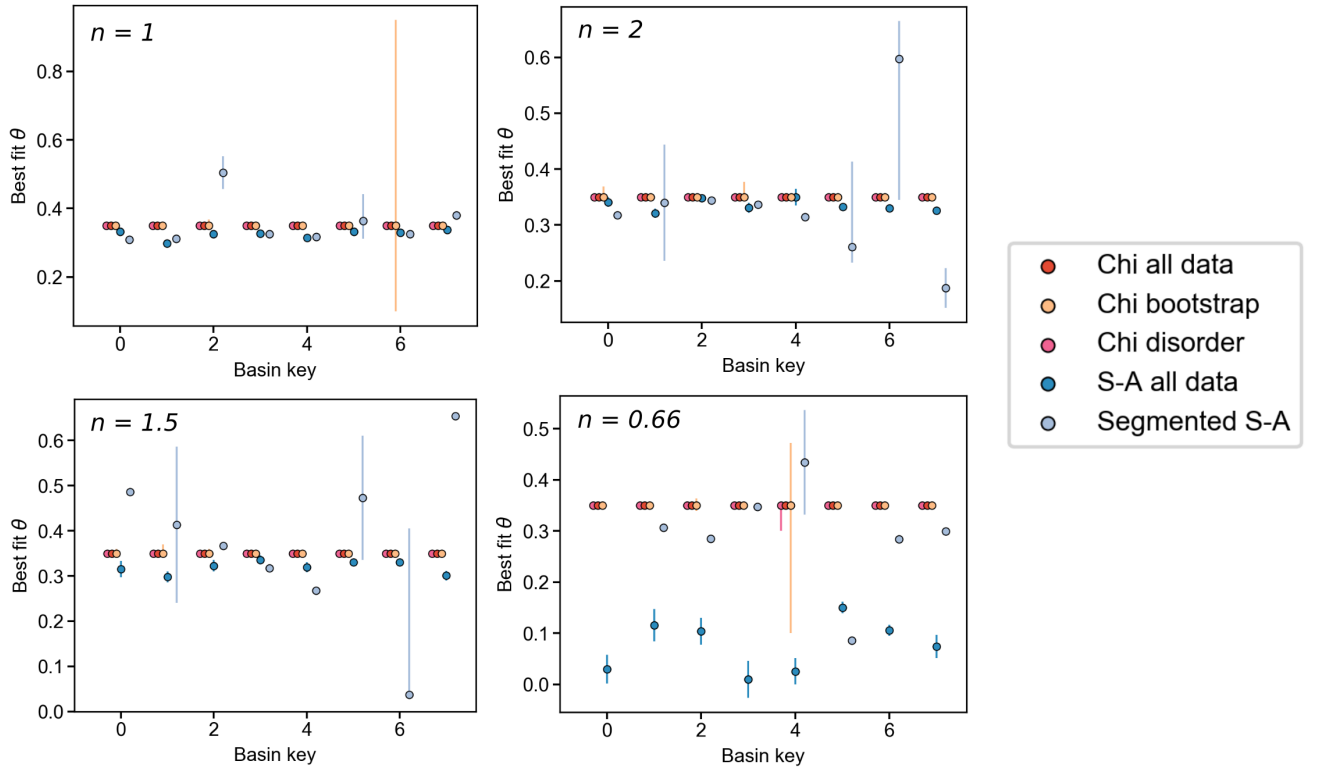 n = 1
Best fit θ
0.8
0.6
0.4
0.2
0 2 4 6
Basin key
n = 2
Best fit θ
0.6
0.5
0.4
0.3
0.2
0 2 4 6
Basin key
n = 1.5
Best fit θ
0.6
0.5
0.4
0.3
0.2
0.1
0.0
0 2 4 6
Basin key
n = 0.66
Best fit θ
0.5
0.4
0.3
0.2
0.1
0.0
0 2 4 6
Basin key
Chi all data
Chi bootstrap
Chi disorder
S-A all data
Segmented S-A